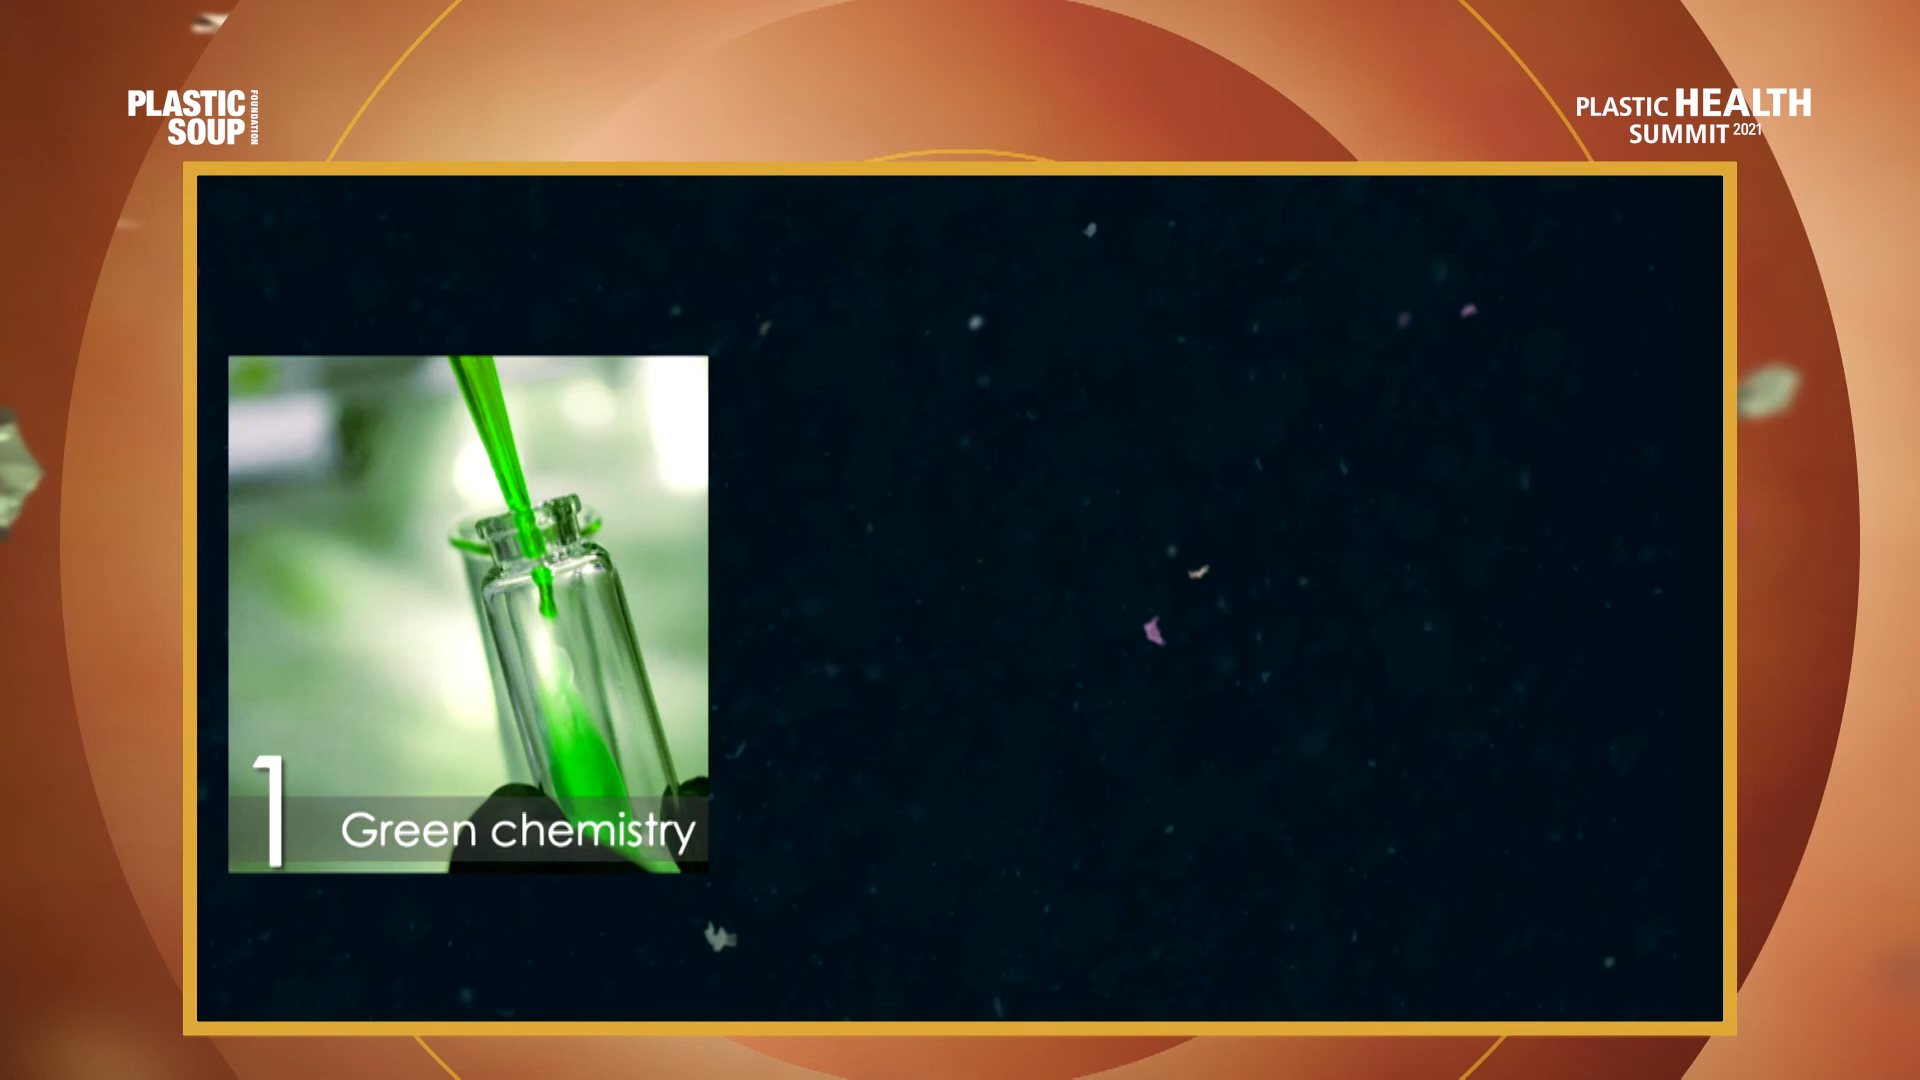 PLASTIC
SOUP
FOUNDATION
PLASTIC HEALTH
SUMMIT 2021
1
Green chemistry